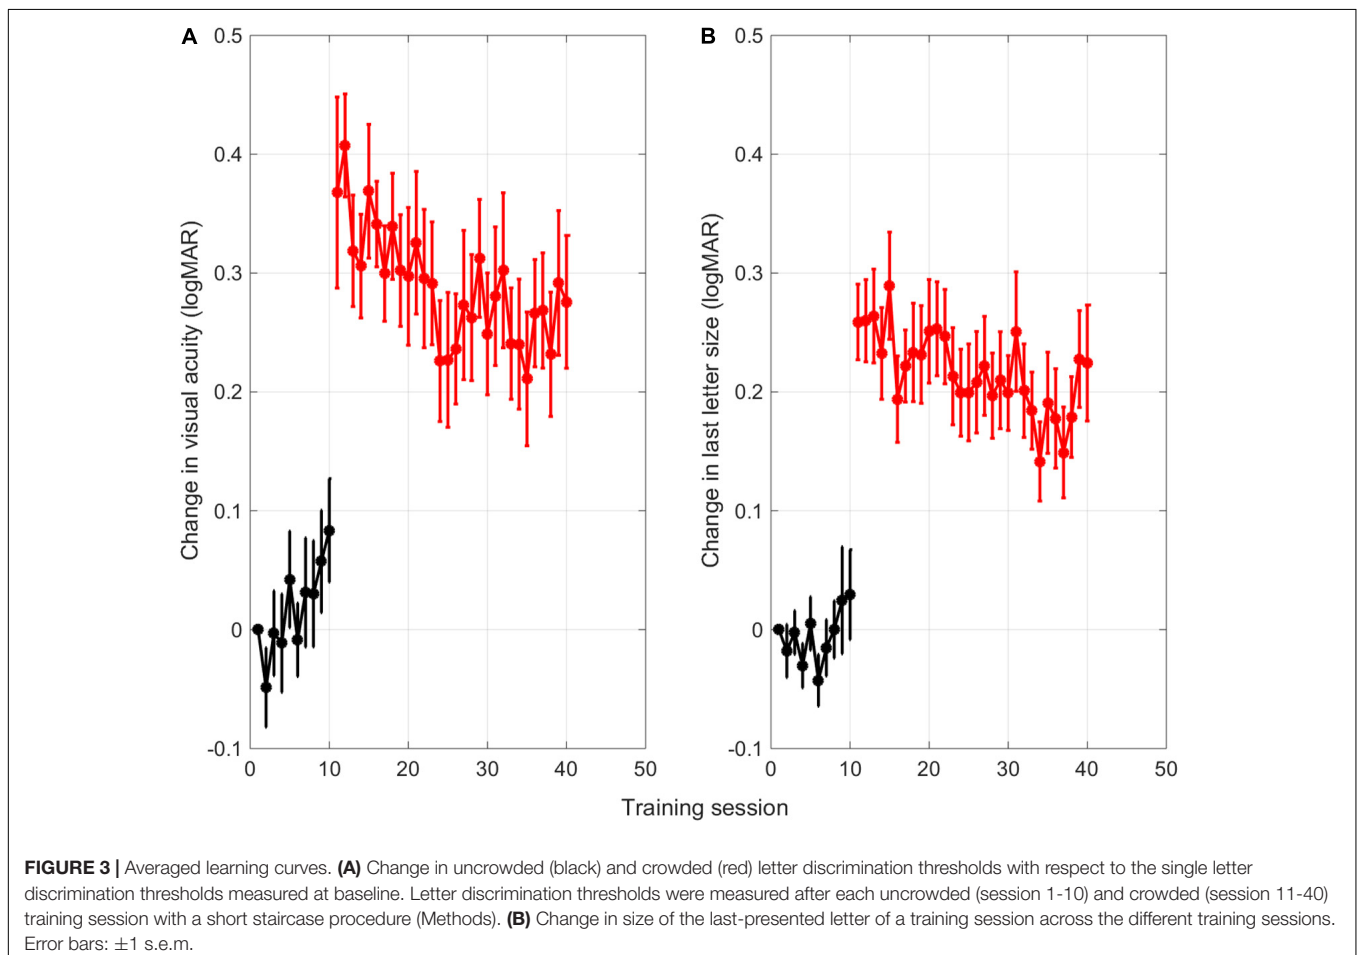 A
B
0.5
0.4
0.3
0.2
0.1
0
-0.1
Change in visual acuity (logMAR)
0 10 20 30 40 50
0.5
0.4
0.3
0.2
0.1
0
-0.1
Change in last letter size (logMAR)
0 10 20 30 40 50
Training session
FIGURE 3 | Averaged learning curves. (A) Change in uncrowded (black) and crowded (red) letter discrimination thresholds with respect to the single letter
discrimination thresholds measured at baseline. Letter discrimination thresholds were measured after each uncrowded (session 1-10) and crowded (session 11-40)
training session with a short staircase procedure (Methods). (B) Change in size of the last-presented letter of a training session across the different training sessions.
Error bars: ±1 s.e.m.